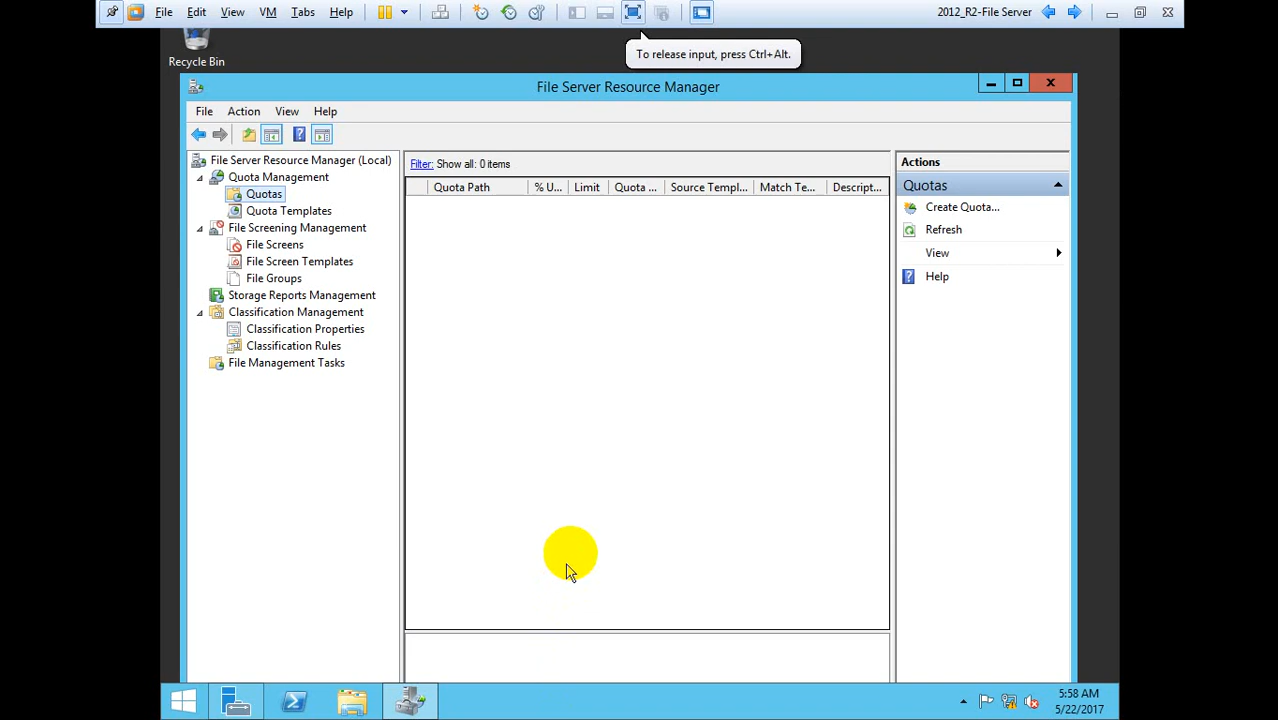 File Edit View VM Tabs Help 2012_R2-File Server
To release input, press Ctrl+Alt.
Recycle Bin
File Server Resource Manager
File Action View Help
File Server Resource Manager (Local)
Quota Management
Quotas
Quota Templates
File Screening Management
File Screens
File Screen Templates
File Groups
Storage Reports Management
Classification Management
Classification Properties
Classification Rules
File Management Tasks
Filter: Show all: 0 items
Quota Path % U... Limit Quota ... Source Templ... Match Te... Descript...
Actions
Quotas
Create Quota...
Refresh
View
Help
5:58 AM
5/22/2017